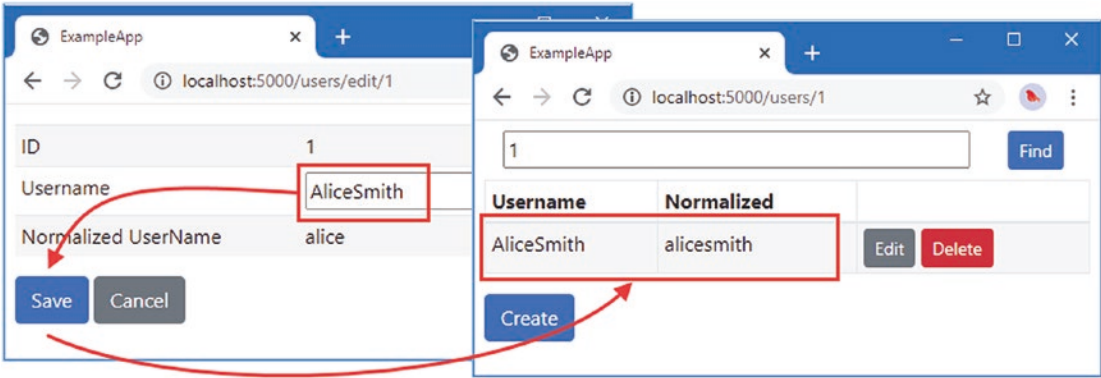 ExampleApp
localhost:5000/users/edit/1
ID 1
Username AliceSmith
Normalized UserName alice
Save Cancel
ExampleApp
localhost:5000/users/1
1 Find
Username Normalized
AliceSmith alicesmith Edit Delete
Create